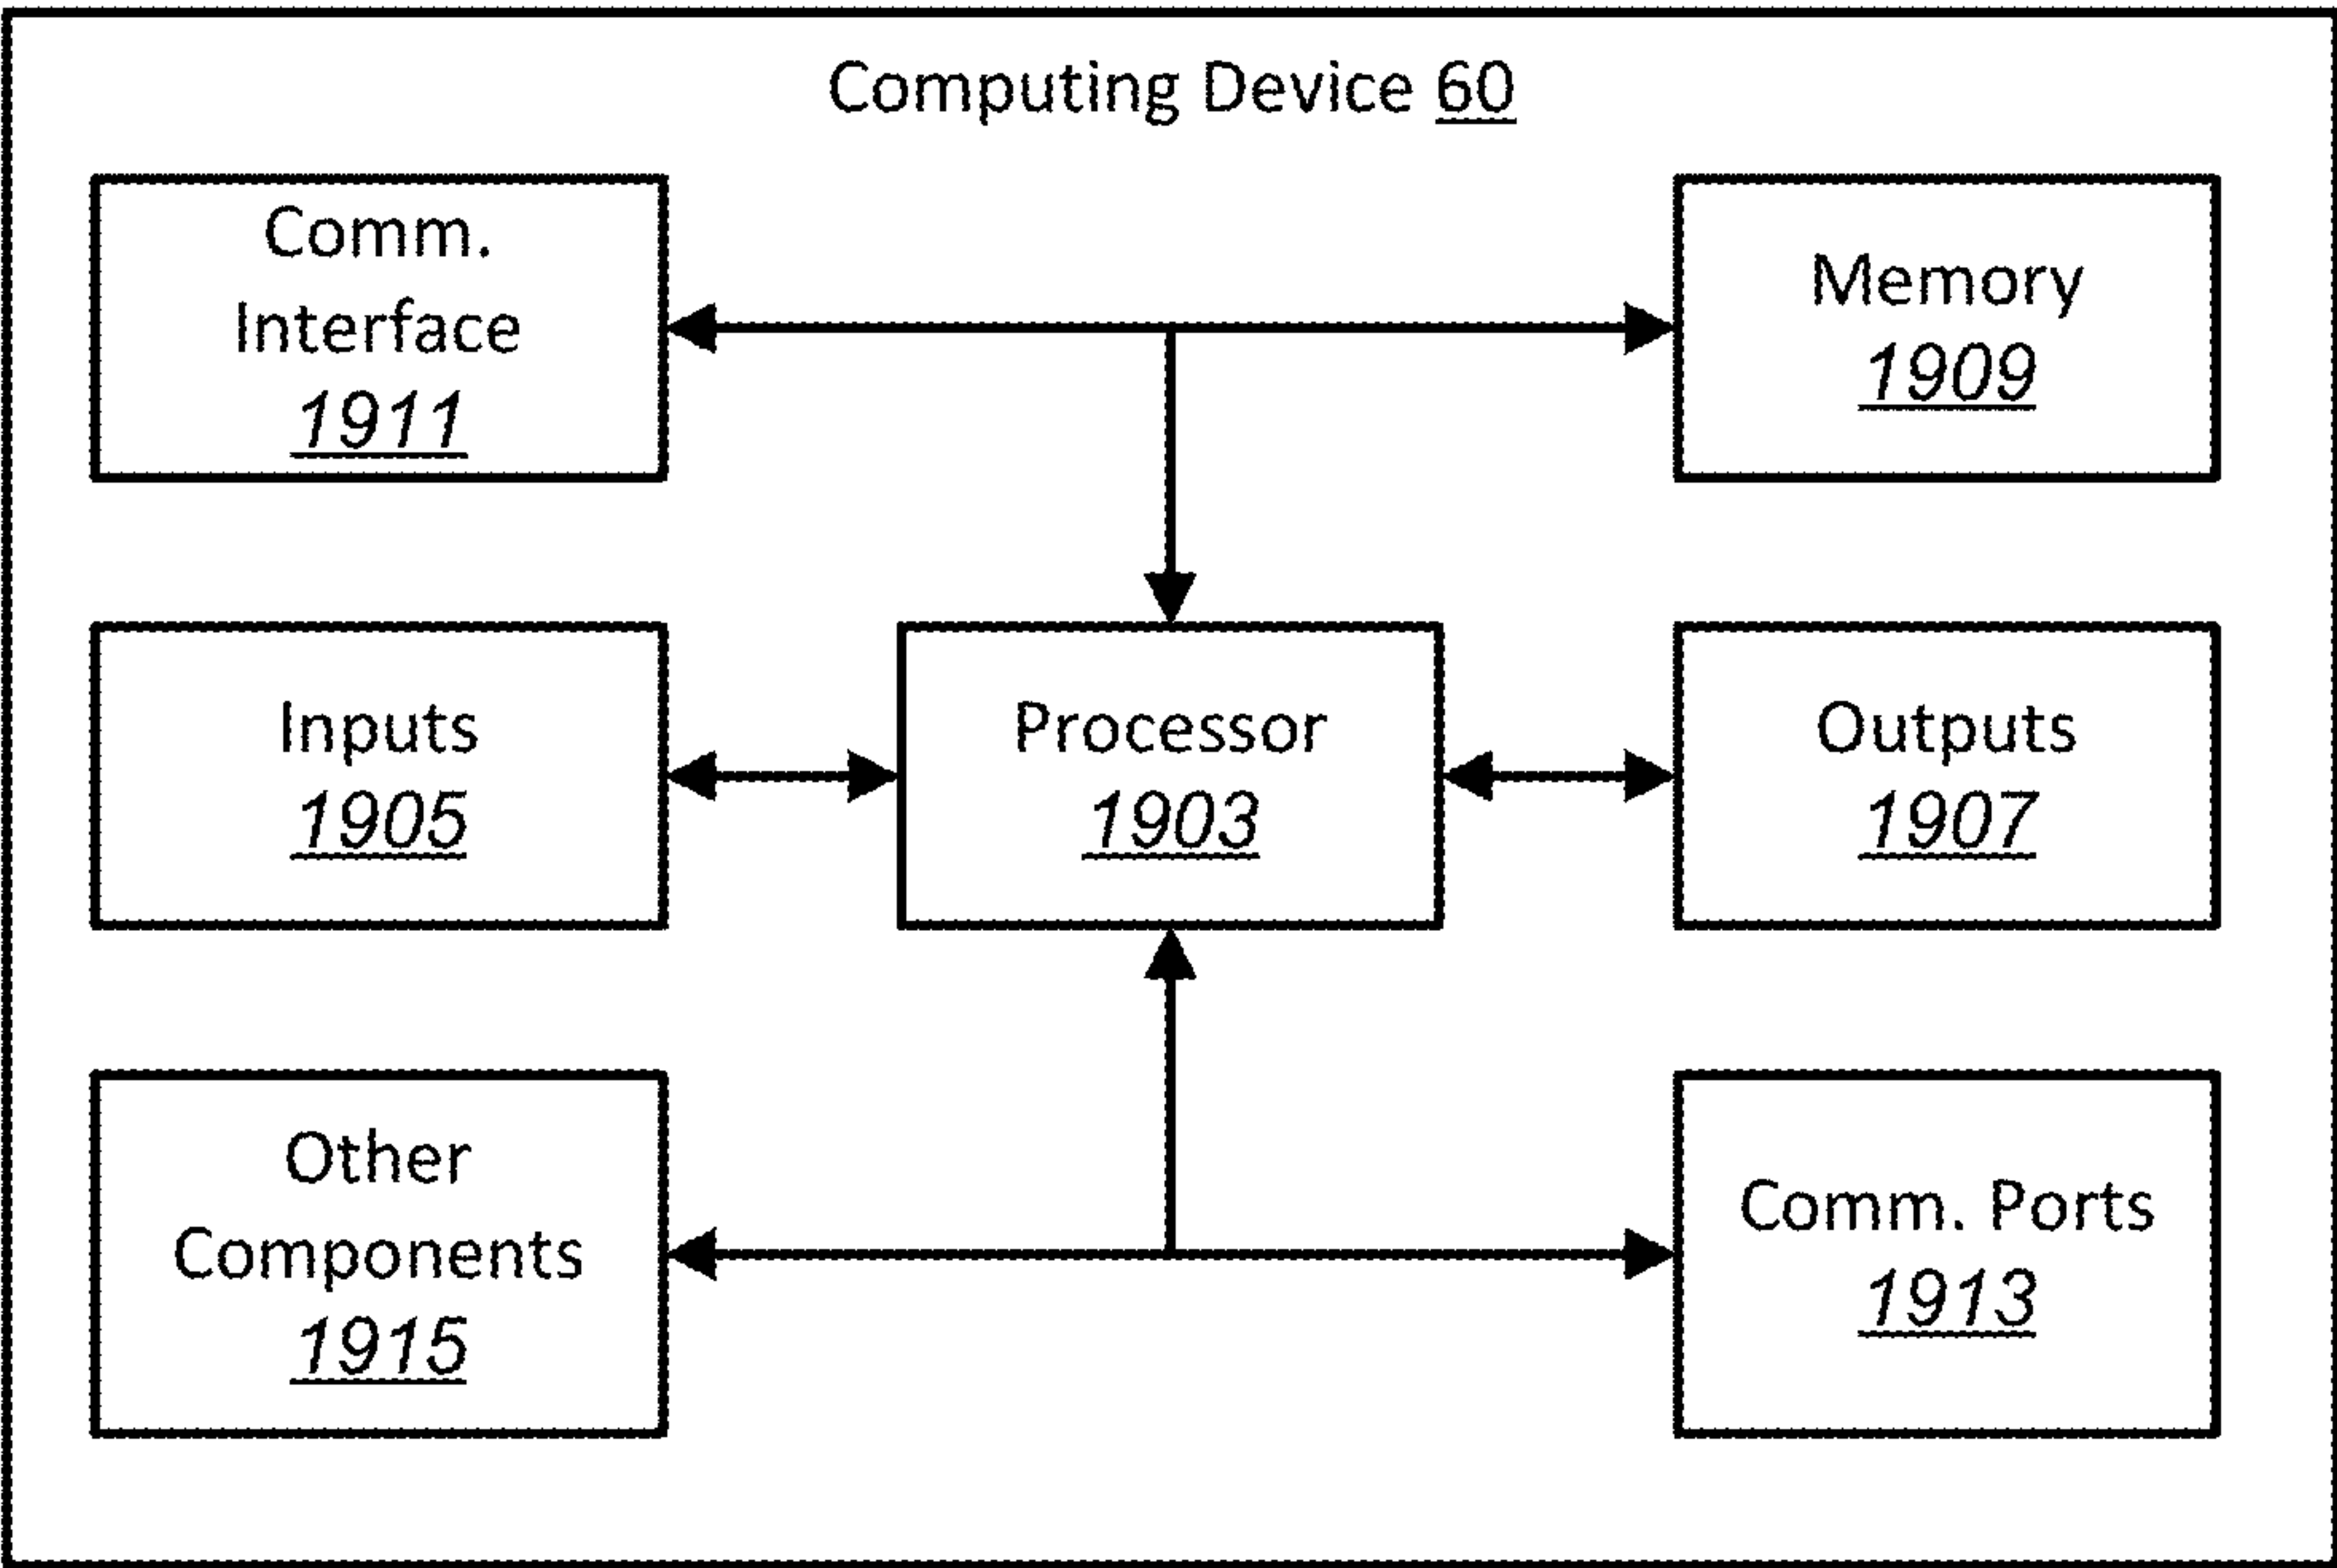 Computing Device 60
Comm.
Interface
1911
Memory
1909
Inputs
1905
Processor
1903
Outputs
1907
Other
Components
1915
Comm. Ports
1913